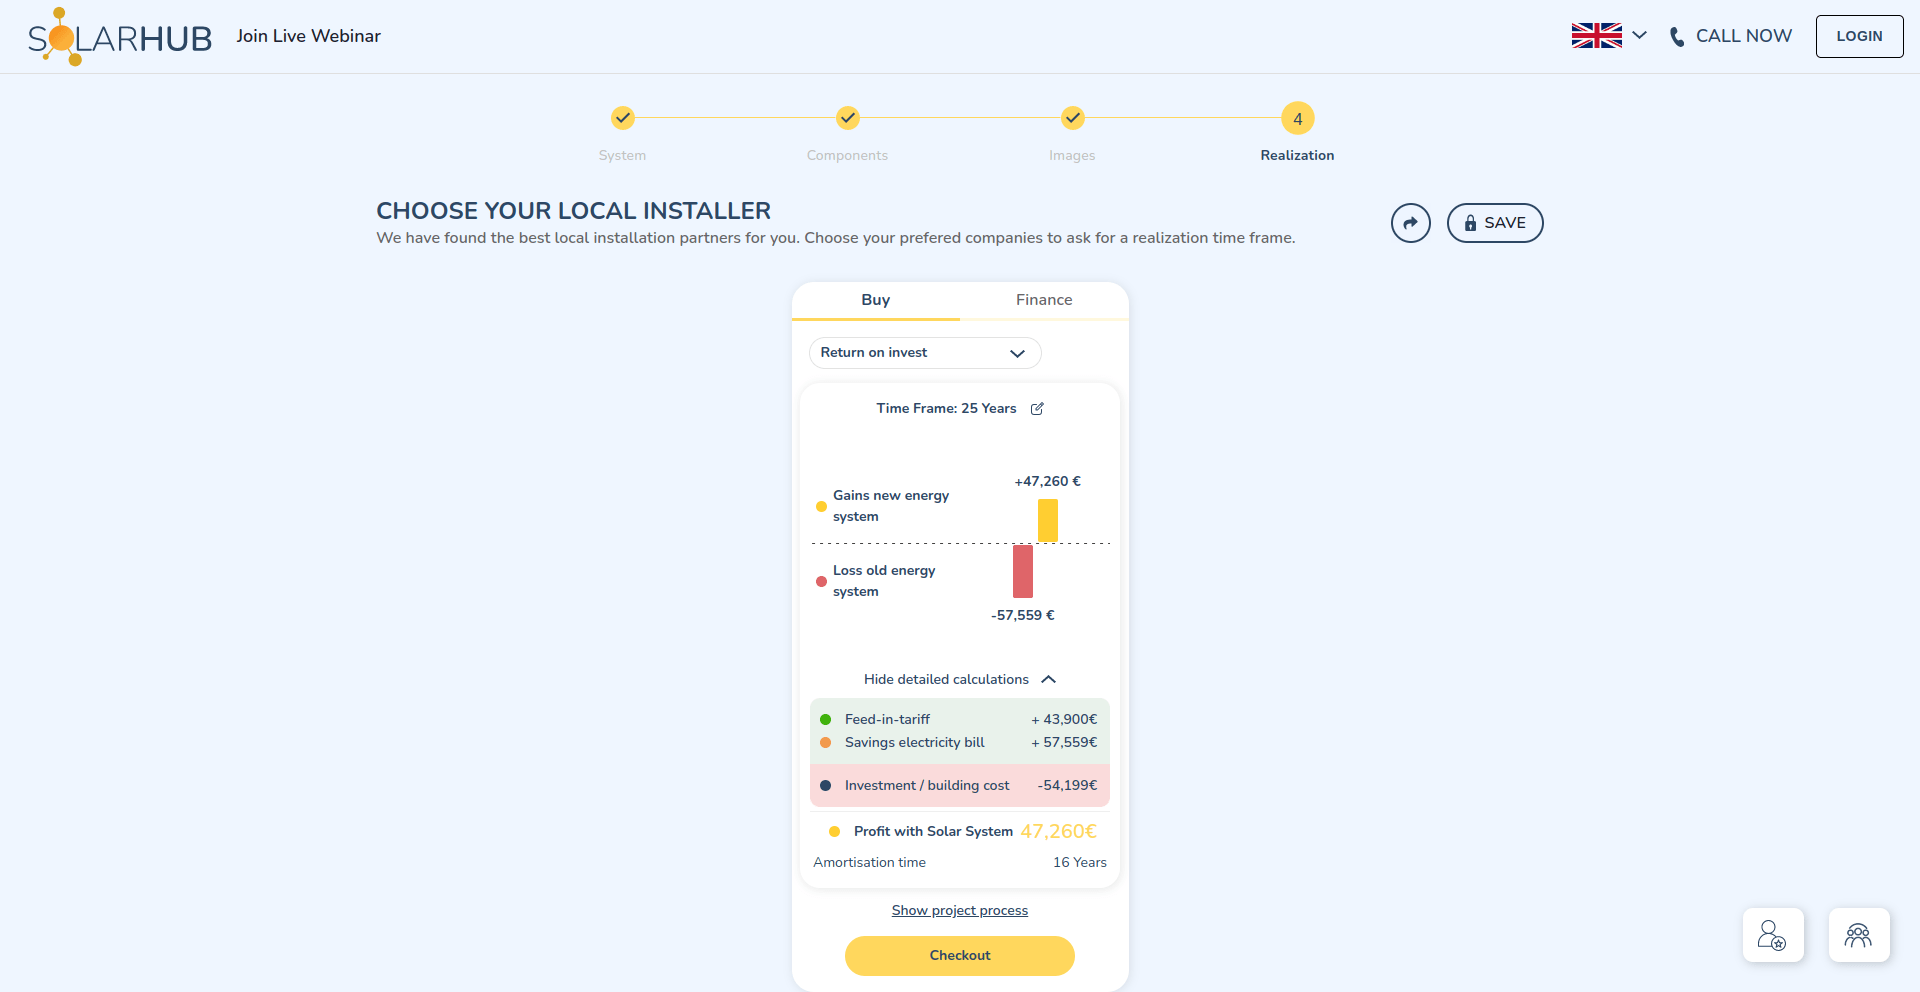 SOLARHUB
Join Live Webinar
CALL NOW
LOGIN
4
System
Components
Images
Realization
CHOOSE YOUR LOCAL INSTALLER
We have found the best local installation partners for you. Choose your prefered companies to ask for a realization time frame.
SAVE
Buy
Finance
Return on invest
Time Frame: 25 Years
+47,260 €
Gains new energy
system
Loss old energy
system
-57,559 €
Hide detailed calculations
Feed-in-tariff + 43,900€
Savings electricity bill + 57,559€
Investment / building cost -54,199€
Profit with Solar System 47,260€
Amortisation time 16 Years
Show project process
Checkout